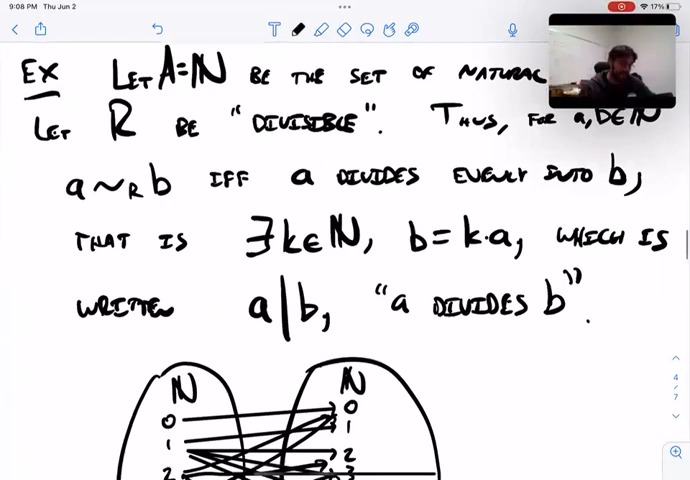 9:08 PM Thu Jun 2
17%
EX LET A=ℕ BE THE SET OF NATURAL
LET R BE "DIVISIBLE". THUS, FOR a,b∈ℕ
a ~R b IFF a DIVIDES EVENLY INTO b,
THAT IS ∃k∈ℕ, b=k·a, WHICH IS
WRITTEN a|b, "a DIVIDES b".
ℕ ℕ
0 0
1 1
2 2
3
4
/
7